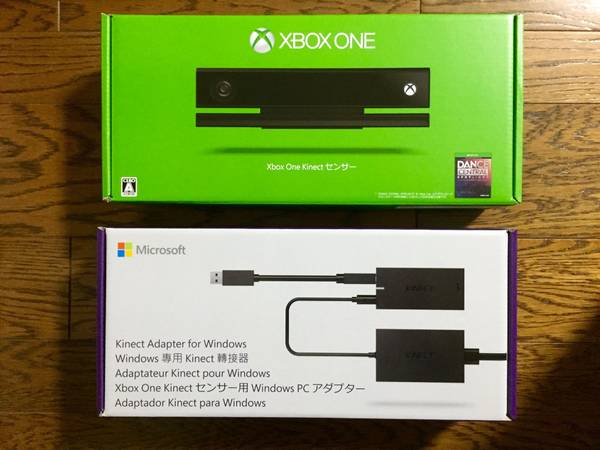 XBOX ONE
Xbox One Kinect センサー
DANCE
CENTRAL
SPOTLIGHT
Microsoft
KINECT
KINECT
Kinect Adapter for Windows
Windows 專用 Kinect 轉接器
Adaptateur Kinect pour Windows
Xbox One Kinect センサー用 Windows PC アダプター
Adaptador Kinect para Windows